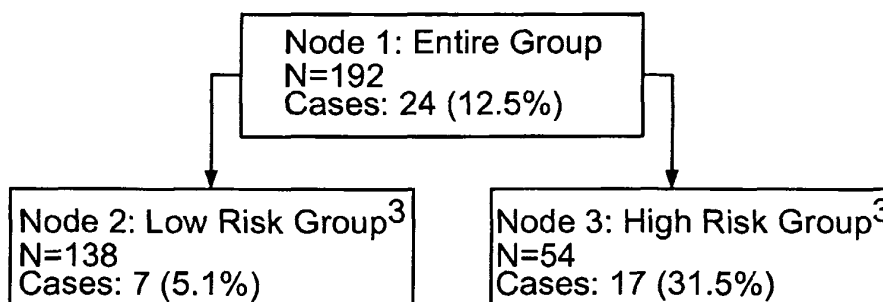 Node 1: Entire Group
N=192
Cases: 24 (12.5%)
Node 2: Low Risk Group3
N=138
Cases: 7 (5.1%)
Node 3: High Risk Group3
N=54
Cases: 17 (31.5%)